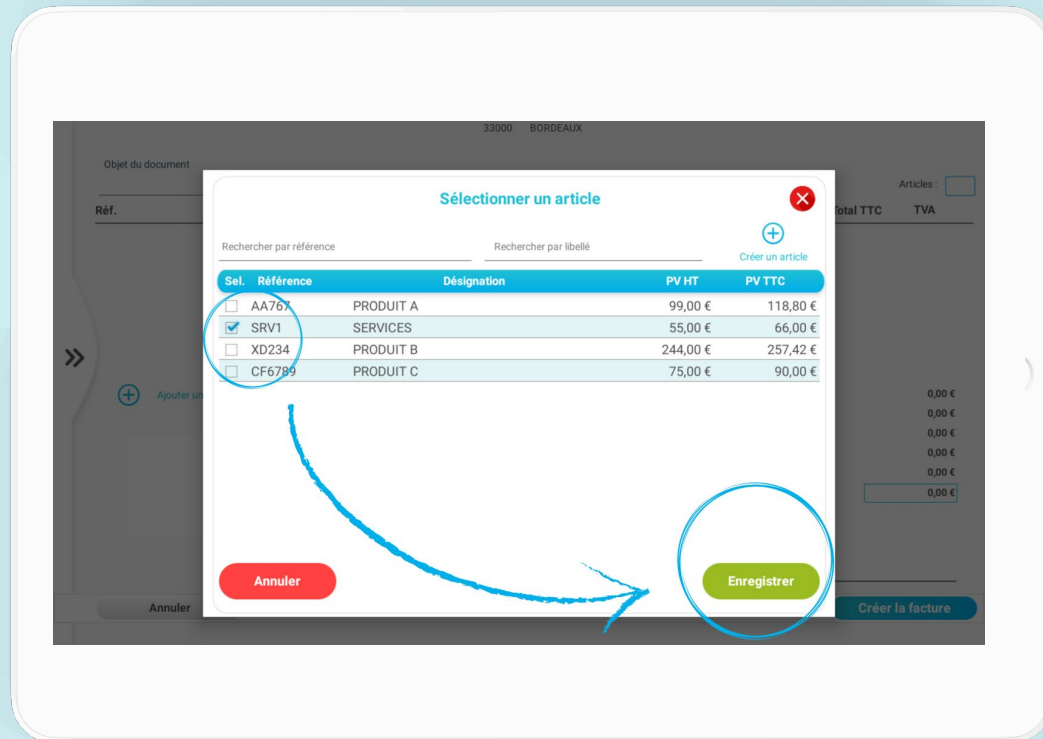 33000 BORDEAUX
Objet du document
Articles :
Réf.
Total TTC TVA
Sélectionner un article
Rechercher par référence
Rechercher par libellé
Créer un article
Sel. Référence Désignation PV HT PV TTC
AA767 PRODUIT A 99,00 € 118,80 €
SRV1 SERVICES 55,00 € 66,00 €
XD234 PRODUIT B 244,00 € 257,42 €
CF6789 PRODUIT C 75,00 € 90,00 €
Ajouter un
0,00 €
0,00 €
0,00 €
0,00 €
0,00 €
0,00 €
Annuler
Enregistrer
Annuler
Créer la facture